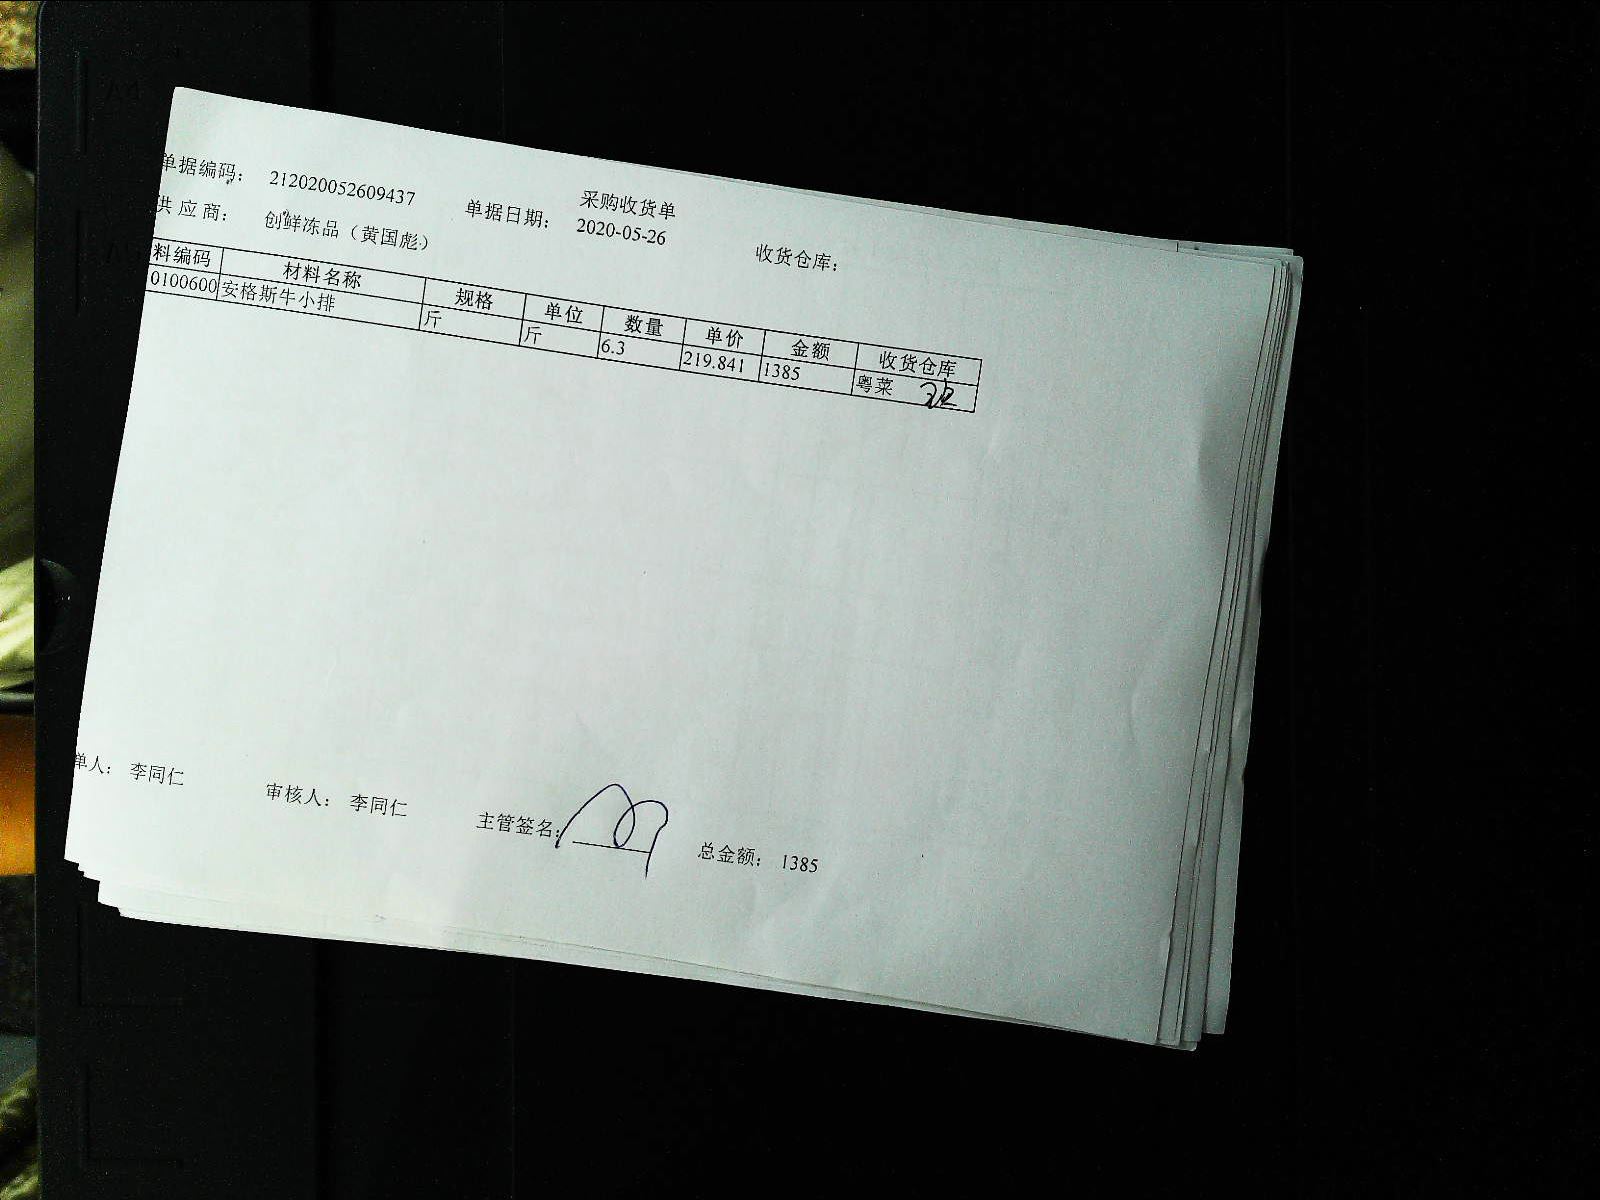 采购收货单
单据编码： 212020052609437 单据日期： 2020-05-26 收货仓库：
供应商： 创鲜冻品（黄国彪）
料编码 材料名称 规格 单位 数量 单价 金额 收货仓库
0100600 安格斯牛小排 斤 斤 6.3 219.841 1385 粤菜
单人： 李同仁 审核人： 李同仁 主管签名： 总金额： 1385